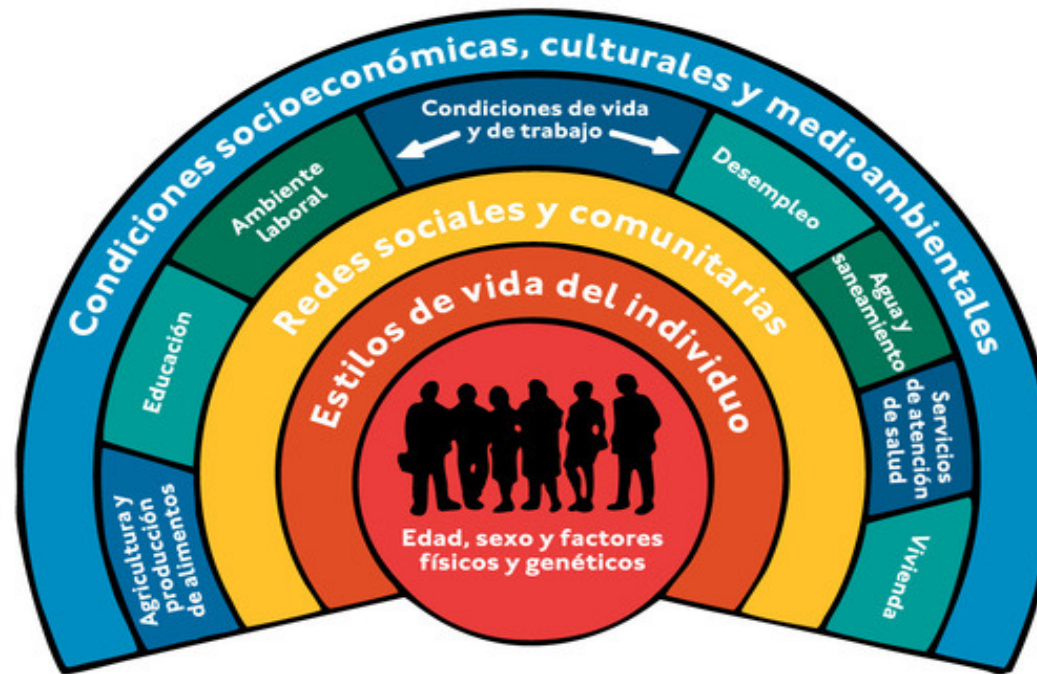 Condiciones socioeconómicas, culturales y medioambientales
Condiciones de vida
y de trabajo
Agricultura y
producción
de alimentos
Educación
Ambiente
laboral
Desempleo
Agua y
saneamiento
Servicios
de atención
de salud
Vivienda
Redes sociales y comunitarias
Estilos de vida del individuo
Edad, sexo y factores
físicos y genéticos